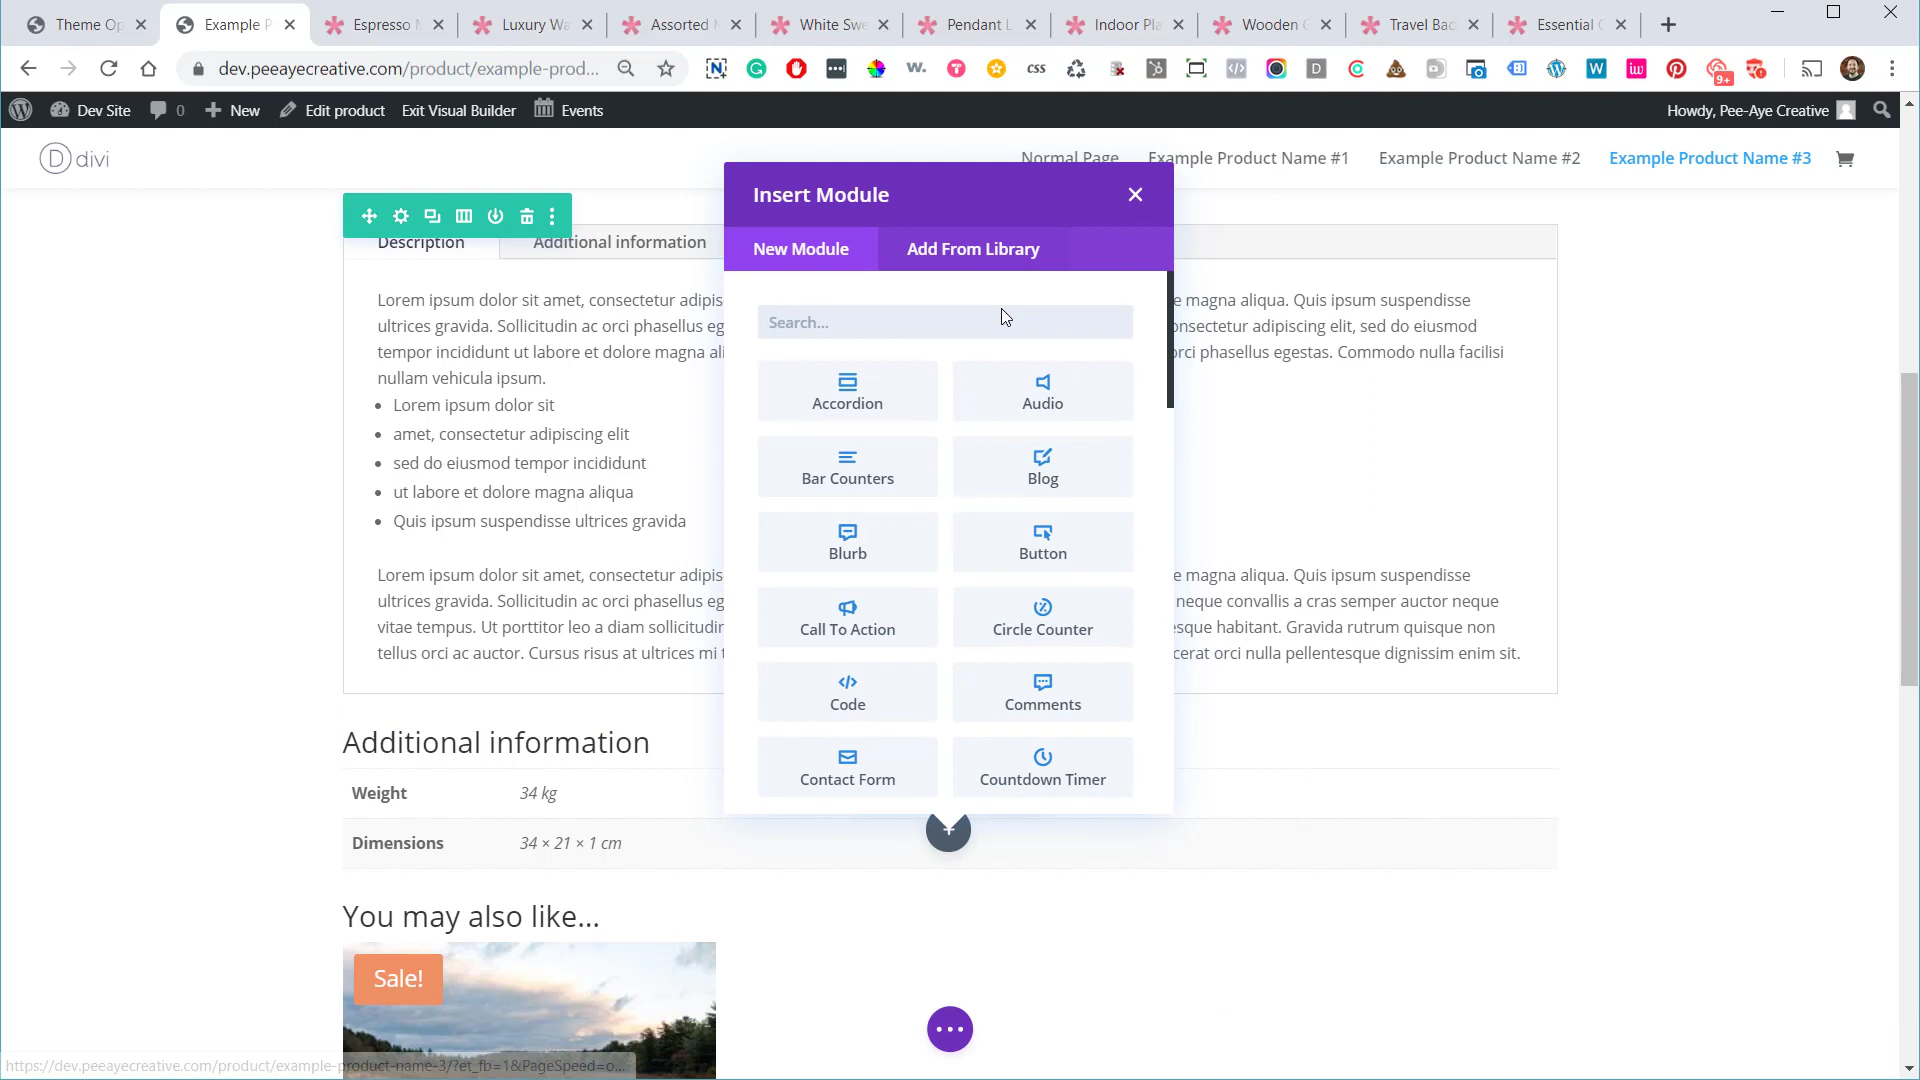 Theme Op
Example P
Espresso M
Luxury Wa
Assorted M
White Swe
Pendant L
Indoor Pla
Wooden C
Travel Bac
Essential C
dev.peeayecreative.com/product/example-prod...
css
9+
Dev Site
0
New
Edit product
Exit Visual Builder
Events
Howdy, Pee-Aye Creative
D divi
Normal Page
Example Product Name #1
Example Product Name #2
Example Product Name #3
Insert Module
New Module
Add From Library
Search...
Accordion
Audio
Bar Counters
Blog
Blurb
Button
Call To Action
Circle Counter
Code
Comments
Contact Form
Countdown Timer
Description
Additional information
Lorem ipsum dolor sit amet, consectetur adipis e magna aliqua. Quis ipsum suspendisse
ultrices gravida. Sollicitudin ac orci phasellus eg onsectetur adipiscing elit, sed do eiusmod
tempor incididunt ut labore et dolore magna ali orci phasellus egestas. Commodo nulla facilisi
nullam vehicula ipsum.
Lorem ipsum dolor sit
amet, consectetur adipiscing elit
sed do eiusmod tempor incididunt
ut labore et dolore magna aliqua
Quis ipsum suspendisse ultrices gravida
Lorem ipsum dolor sit amet, consectetur adipis e magna aliqua. Quis ipsum suspendisse
ultrices gravida. Sollicitudin ac orci phasellus eg neque convallis a cras semper auctor neque
vitae tempus. Ut porttitor leo a diam sollicitudin esque habitant. Gravida rutrum quisque non
tellus orci ac auctor. Cursus risus at ultrices mi t cerat orci nulla pellentesque dignissim enim sit.
Additional information
Weight 34 kg
Dimensions 34 × 21 × 1 cm
You may also like...
Sale!
https://dev.peeayecreative.com/product/example-product-name-3/?et_fb=1&PageSpeed=o...